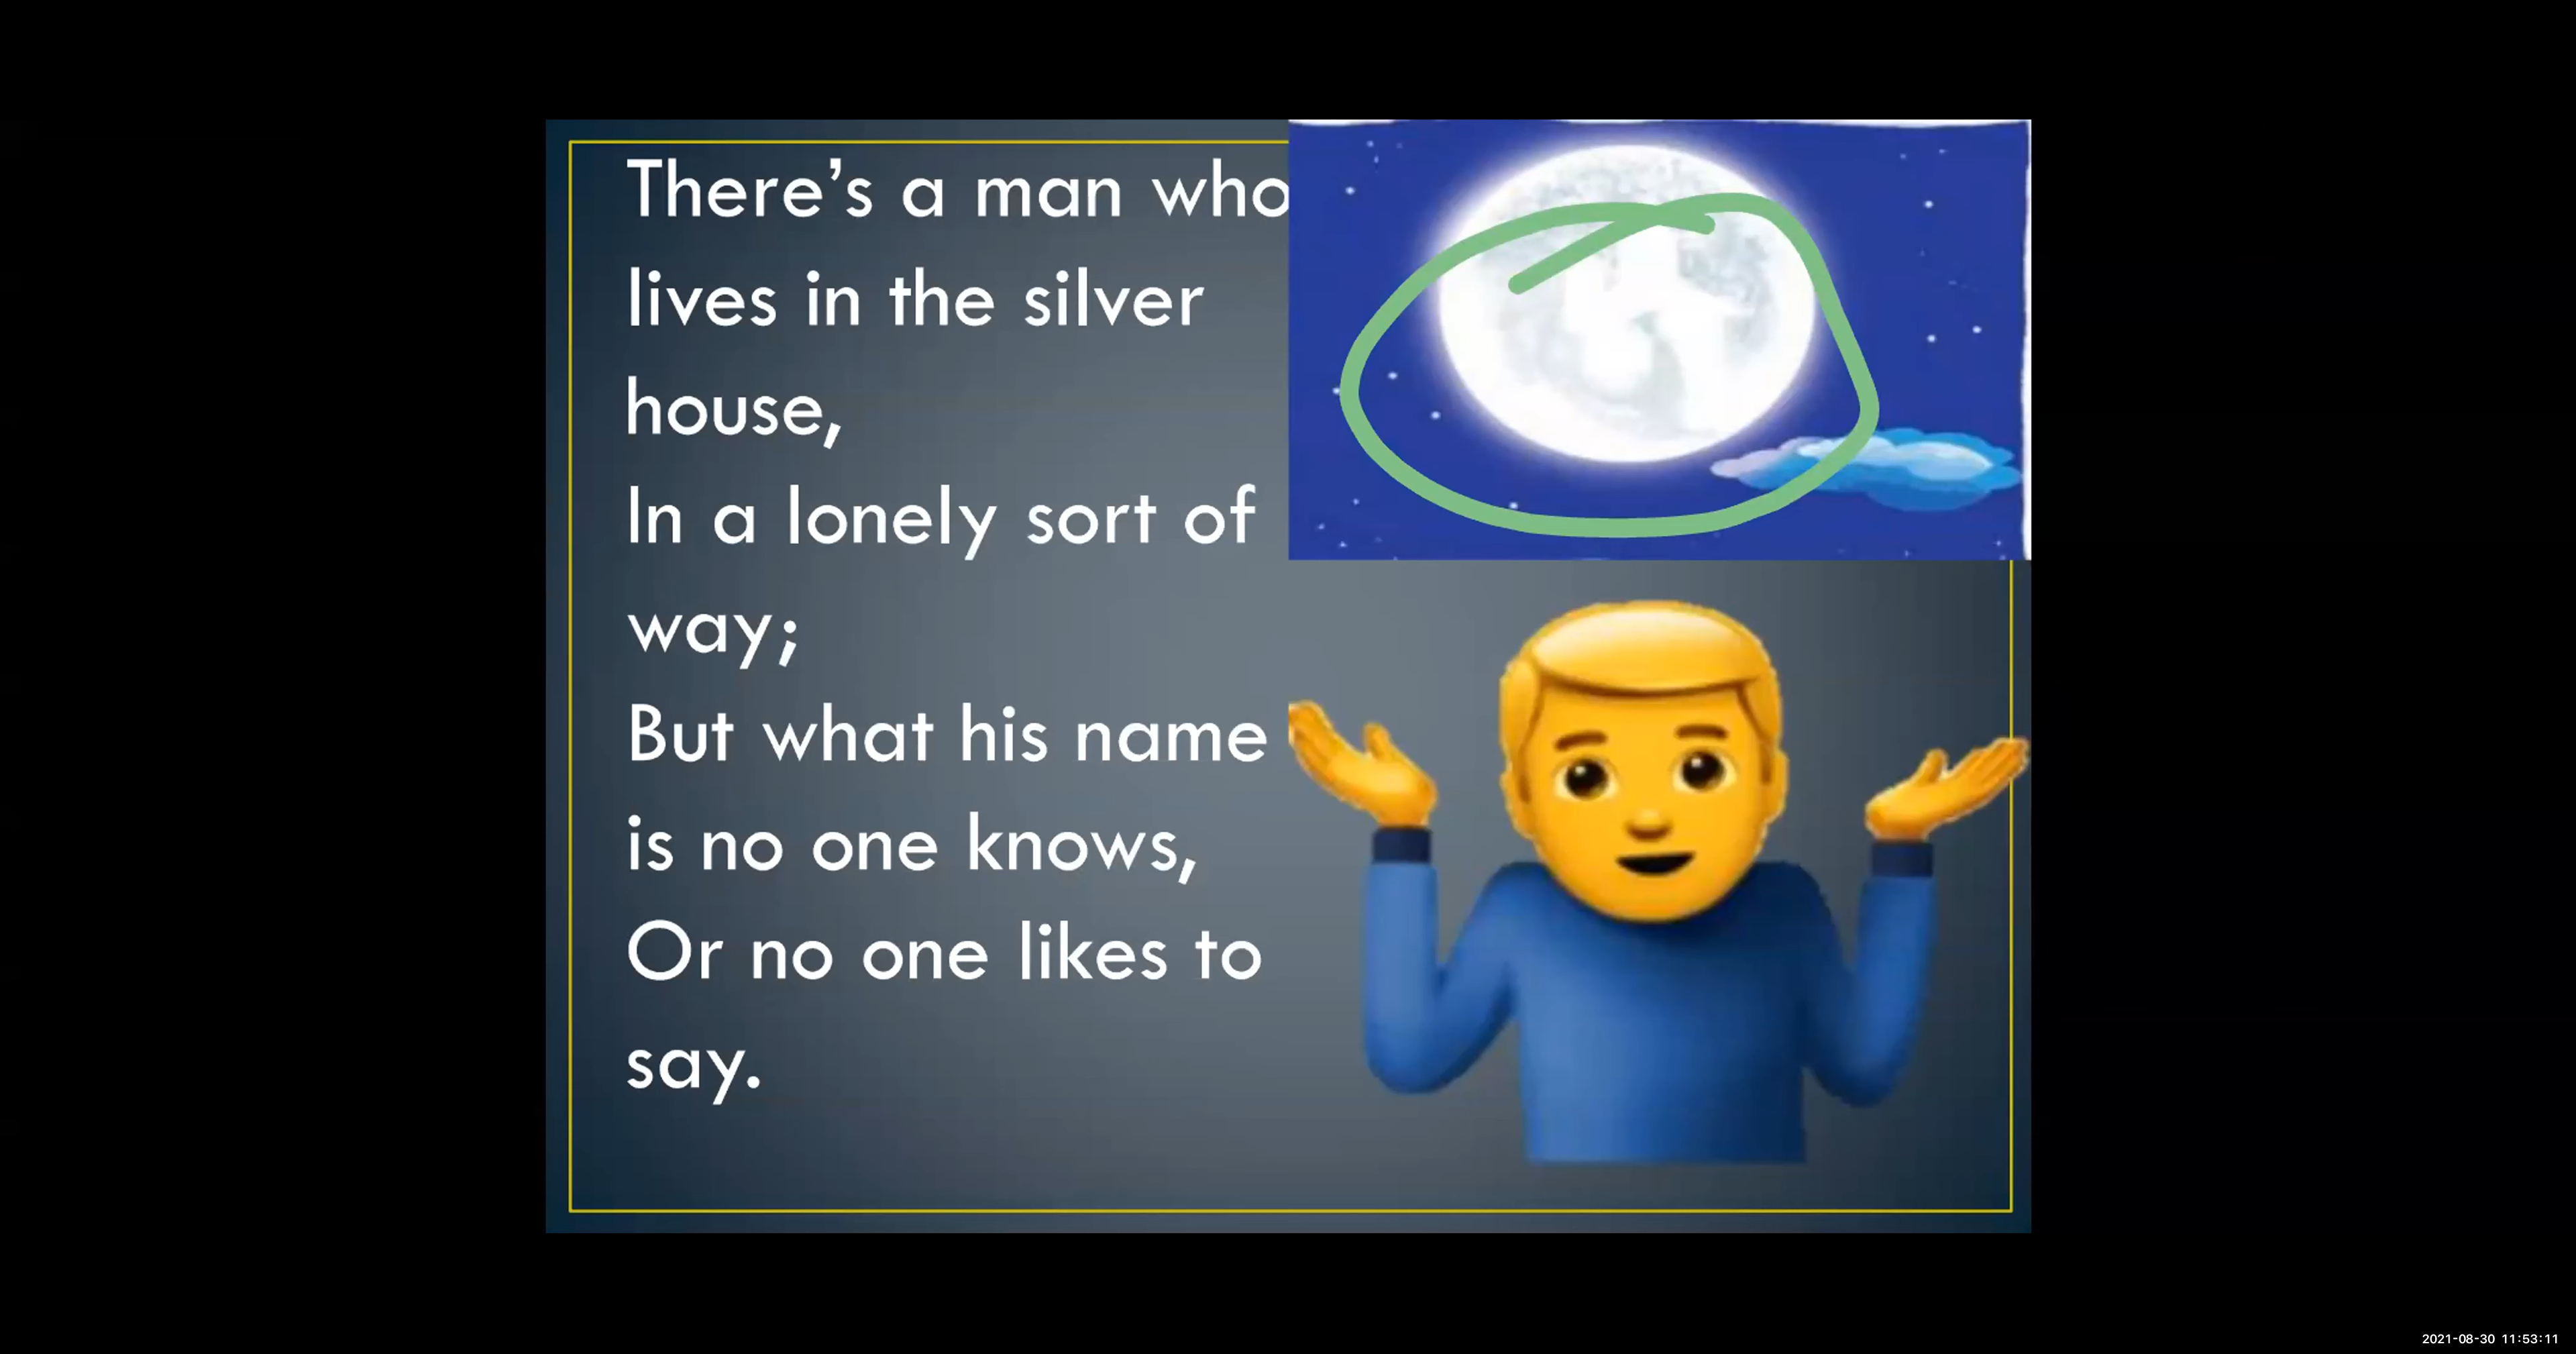 There’s a man who
lives in the silver
house,
In a lonely sort of
way;
But what his name
is no one knows,
Or no one likes to
say.
2021-08-30 11:53:11